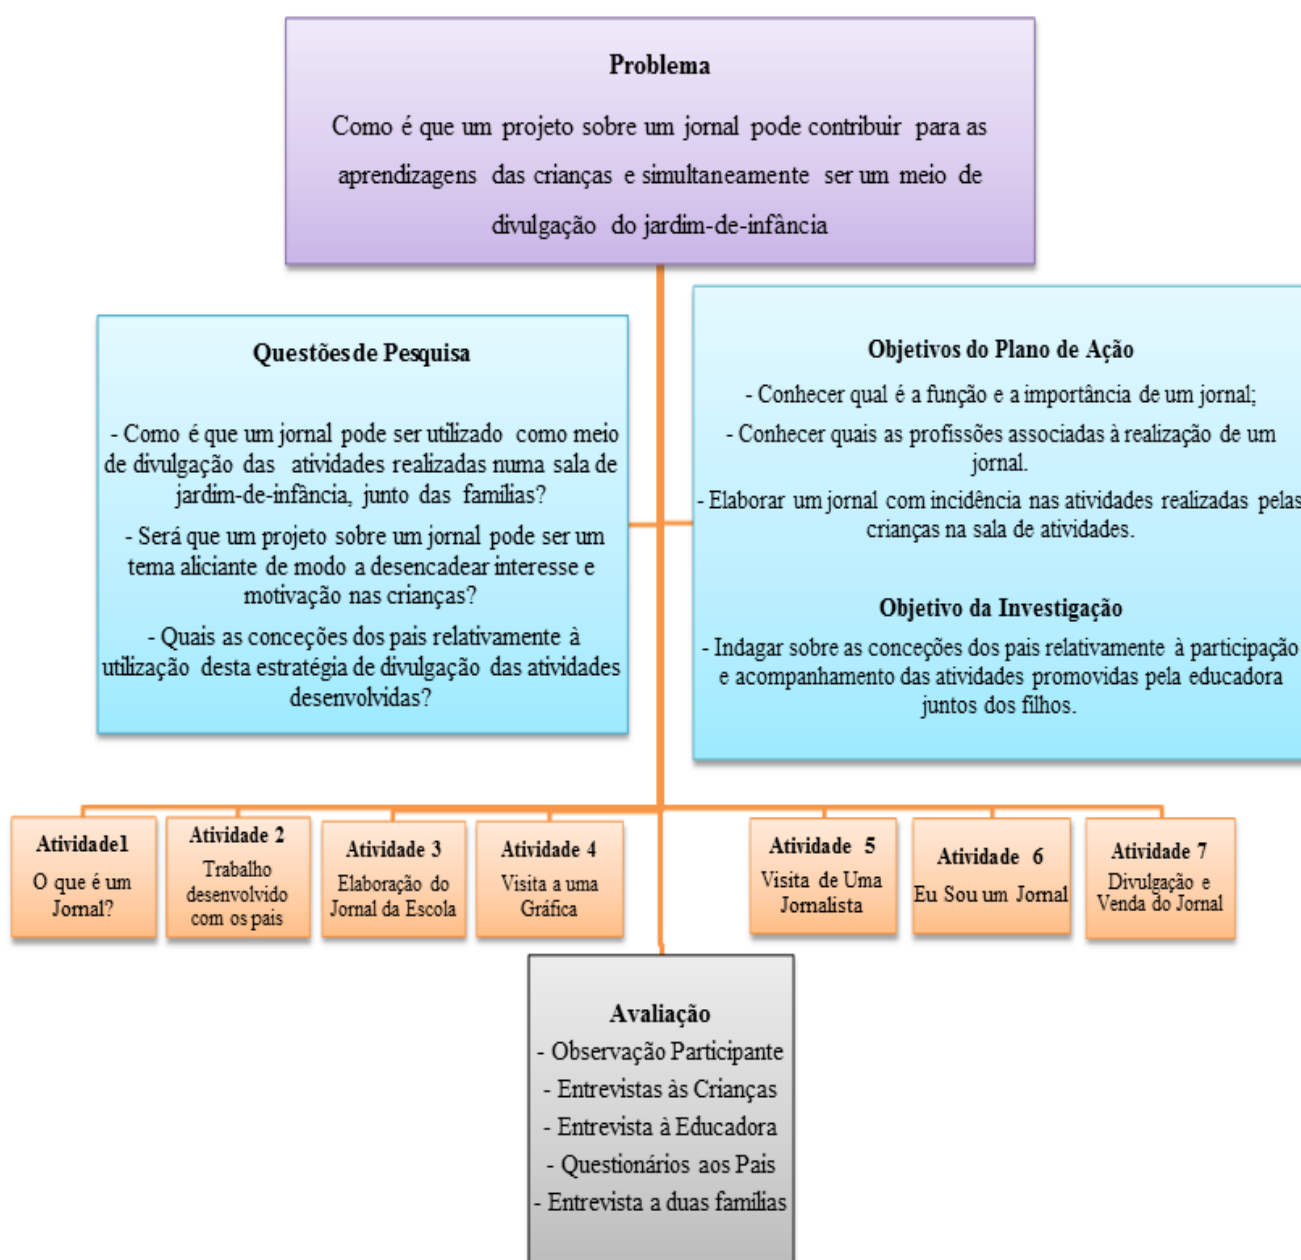 Problema
Como é que um projeto sobre um jornal pode contribuir para as
aprendizagens das crianças e simultaneamente ser um meio de
divulgação do jardim-de-infância
Questões de Pesquisa
- Como é que um jornal pode ser utilizado como meio
de divulgação das atividades realizadas numa sala de
jardim-de-infância, junto das famílias?
- Será que um projeto sobre um jornal pode ser um
tema aliciante de modo a desencadear interesse e
motivação nas crianças?
- Quais as conceções dos pais relativamente à
utilização desta estratégia de divulgação das atividades
desenvolvidas?
Objetivos do Plano de Ação
- Conhecer qual é a função e a importância de um jornal;
- Conhecer quais as profissões associadas à realização de um
jornal.
- Elaborar um jornal com incidência nas atividades realizadas pelas
crianças na sala de atividades.
Objetivo da Investigação
- Indagar sobre as conceções dos pais relativamente à participação
e acompanhamento das atividades promovidas pela educadora
juntos dos filhos.
Atividade1
O que é um
Jornal?
Atividade 2
Trabalho
desenvolvido
com os pais
Atividade 3
Elaboração do
Jornal da Escola
Atividade 4
Visita a uma
Gráfica
Atividade 5
Visita de Uma
Jornalista
Atividade 6
Eu Sou um Jornal
Atividade 7
Divulgação e
Venda do Jornal
Avaliação
- Observação Participante
- Entrevistas às Crianças
- Entrevista à Educadora
- Questionários aos Pais
- Entrevista a duas famílias